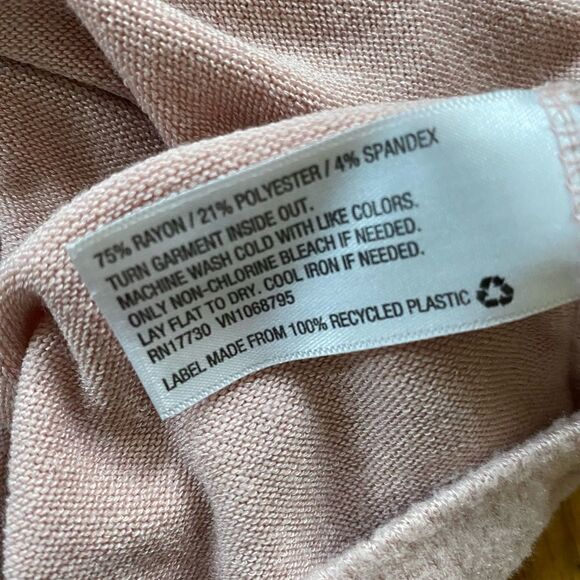 75% RAYON / 21% POLYESTER / 4% SPANDEX
TURN GARMENT INSIDE OUT.
MACHINE WASH COLD WITH LIKE COLORS.
ONLY NON-CHLORINE BLEACH IF NEEDED.
LAY FLAT TO DRY. COOL IRON IF NEEDED.
RN17730 VN1068795
LABEL MADE FROM 100% RECYCLED PLASTIC